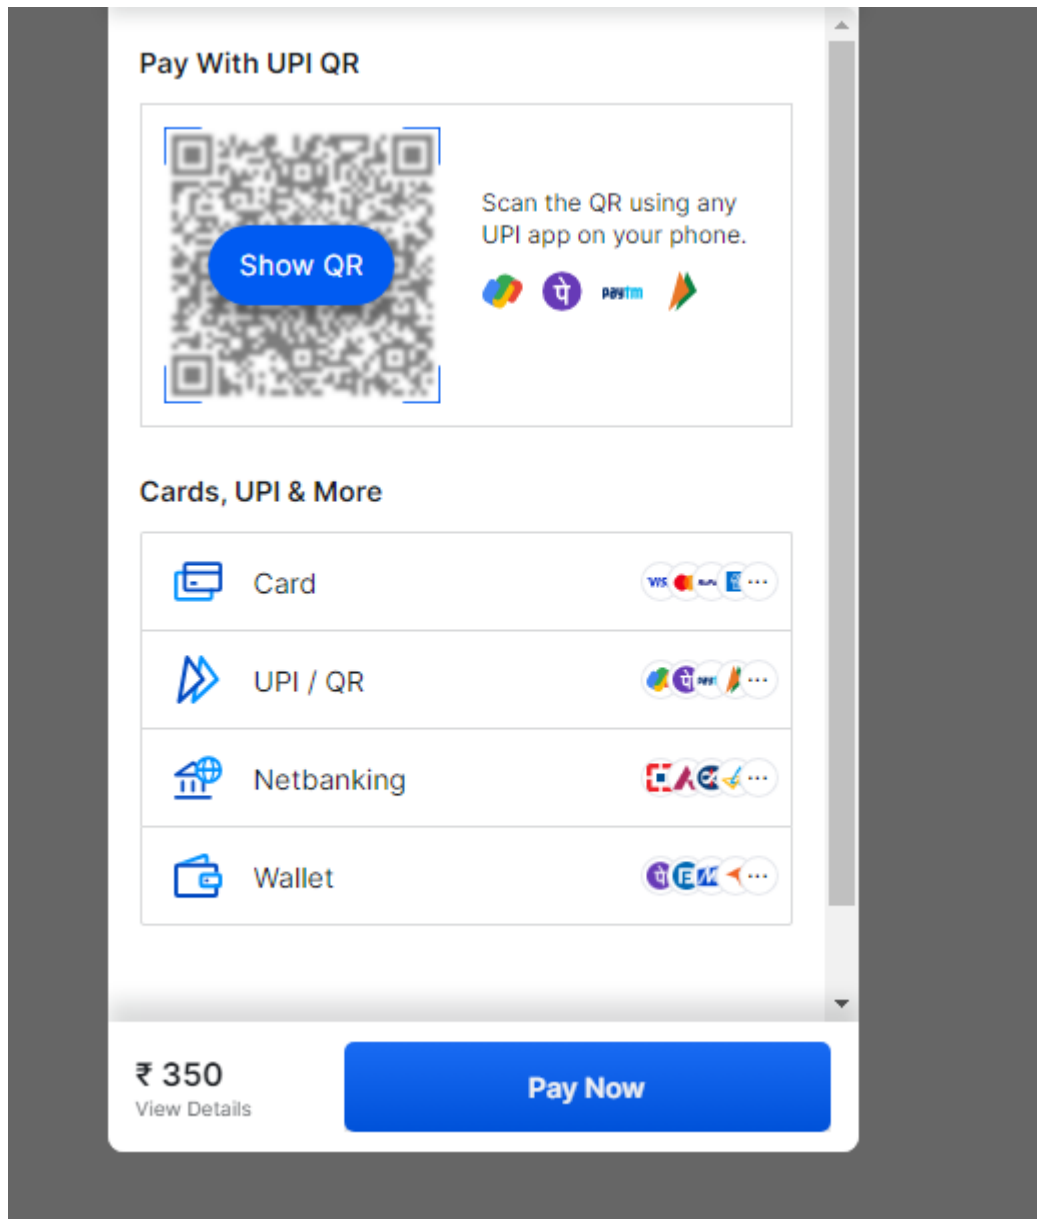 Pay With UPI QR
Show QR
Scan the QR using any
UPI app on your phone.
पे
paytm
Cards, UPI & More
Card
VIS
...
UPI / QR
पे
...
Netbanking
...
Wallet
पे
...
₹ 350
View Details
Pay Now